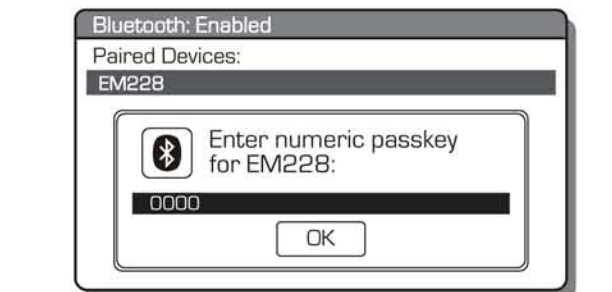 Bluetooth: Enabled
Paired Devices:
EM228
Enter numeric passkey
for EM228:
0000
OK